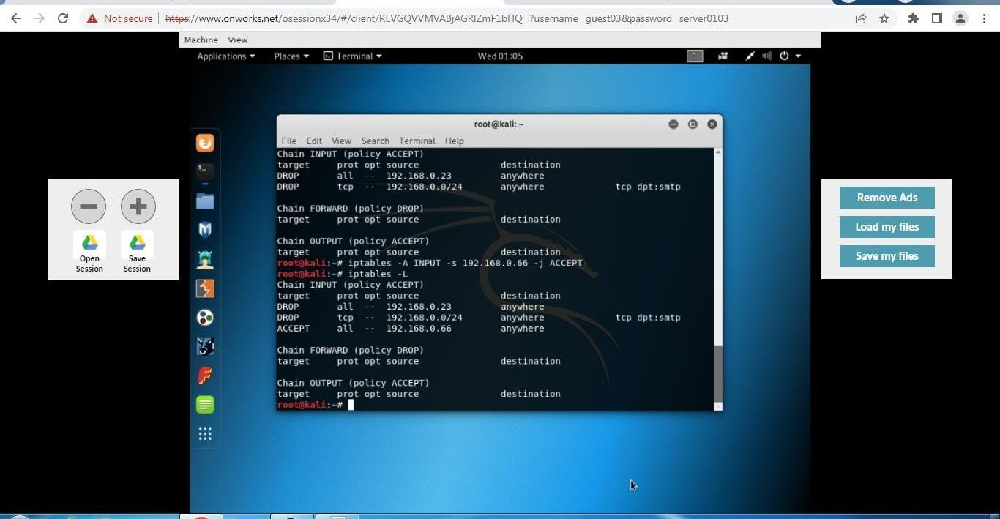 Not secure https://www.onworks.net/osessionx34/#/client/REVGQVVMVABjAGRlZmF1bHQ=?username=guest03&password=server0103
Machine View
Applications Places Terminal Wed 01:05 1
root@kali: ~
File Edit View Search Terminal Help
Chain INPUT (policy ACCEPT)
target prot opt source destination
DROP all -- 192.168.0.23 anywhere
DROP tcp -- 192.168.0.0/24 anywhere tcp dpt:smtp
Chain FORWARD (policy DROP)
target prot opt source destination
Chain OUTPUT (policy ACCEPT)
target prot opt source destination
root@kali:~# iptables -A INPUT -s 192.168.0.66 -j ACCEPT
root@kali:~# iptables -L
Chain INPUT (policy ACCEPT)
target prot opt source destination
DROP all -- 192.168.0.23 anywhere
DROP tcp -- 192.168.0.0/24 anywhere tcp dpt:smtp
ACCEPT all -- 192.168.0.66 anywhere
Chain FORWARD (policy DROP)
target prot opt source destination
Chain OUTPUT (policy ACCEPT)
target prot opt source destination
root@kali:~#
Open
Session
Save
Session
Remove Ads
Load my files
Save my files